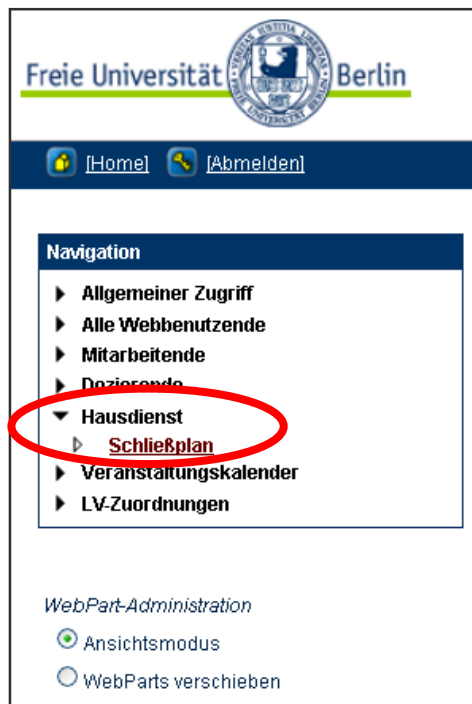 Freie Universität Berlin
[Home] [Abmelden]
Navigation
Allgemeiner Zugriff
Alle Webbenutzende
Mitarbeitende
Dozierende
Hausdienst
Schließplan
Veranstaltungskalender
LV-Zuordnungen
WebPart-Administration
Ansichtsmodus
WebParts verschieben